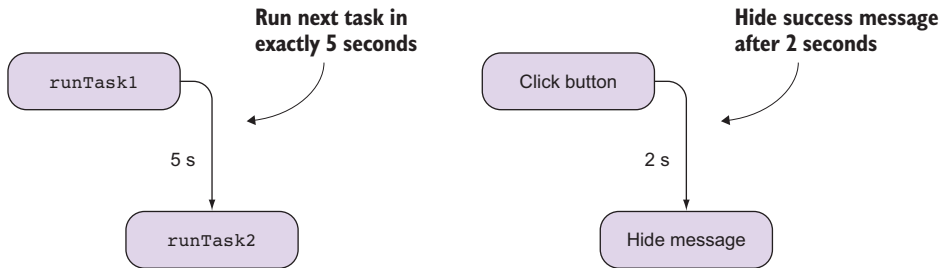 Run next task in
exactly 5 seconds
runTask1
5 s
runTask2
Hide success message
after 2 seconds
Click button
2 s
Hide message